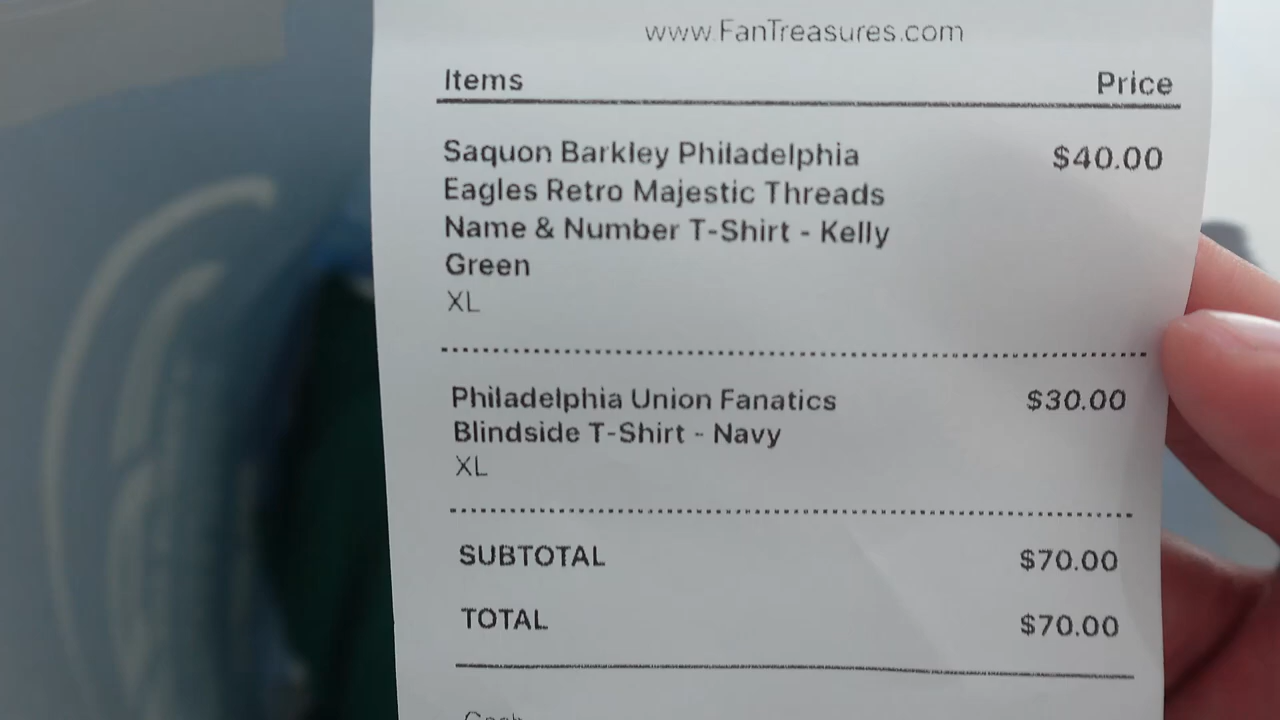 www.FanTreasures.com
Items Price
Saquon Barkley Philadelphia $40.00
Eagles Retro Majestic Threads
Name & Number T-Shirt - Kelly
Green
XL
Philadelphia Union Fanatics $30.00
Blindside T-Shirt - Navy
XL
SUBTOTAL $70.00
TOTAL $70.00